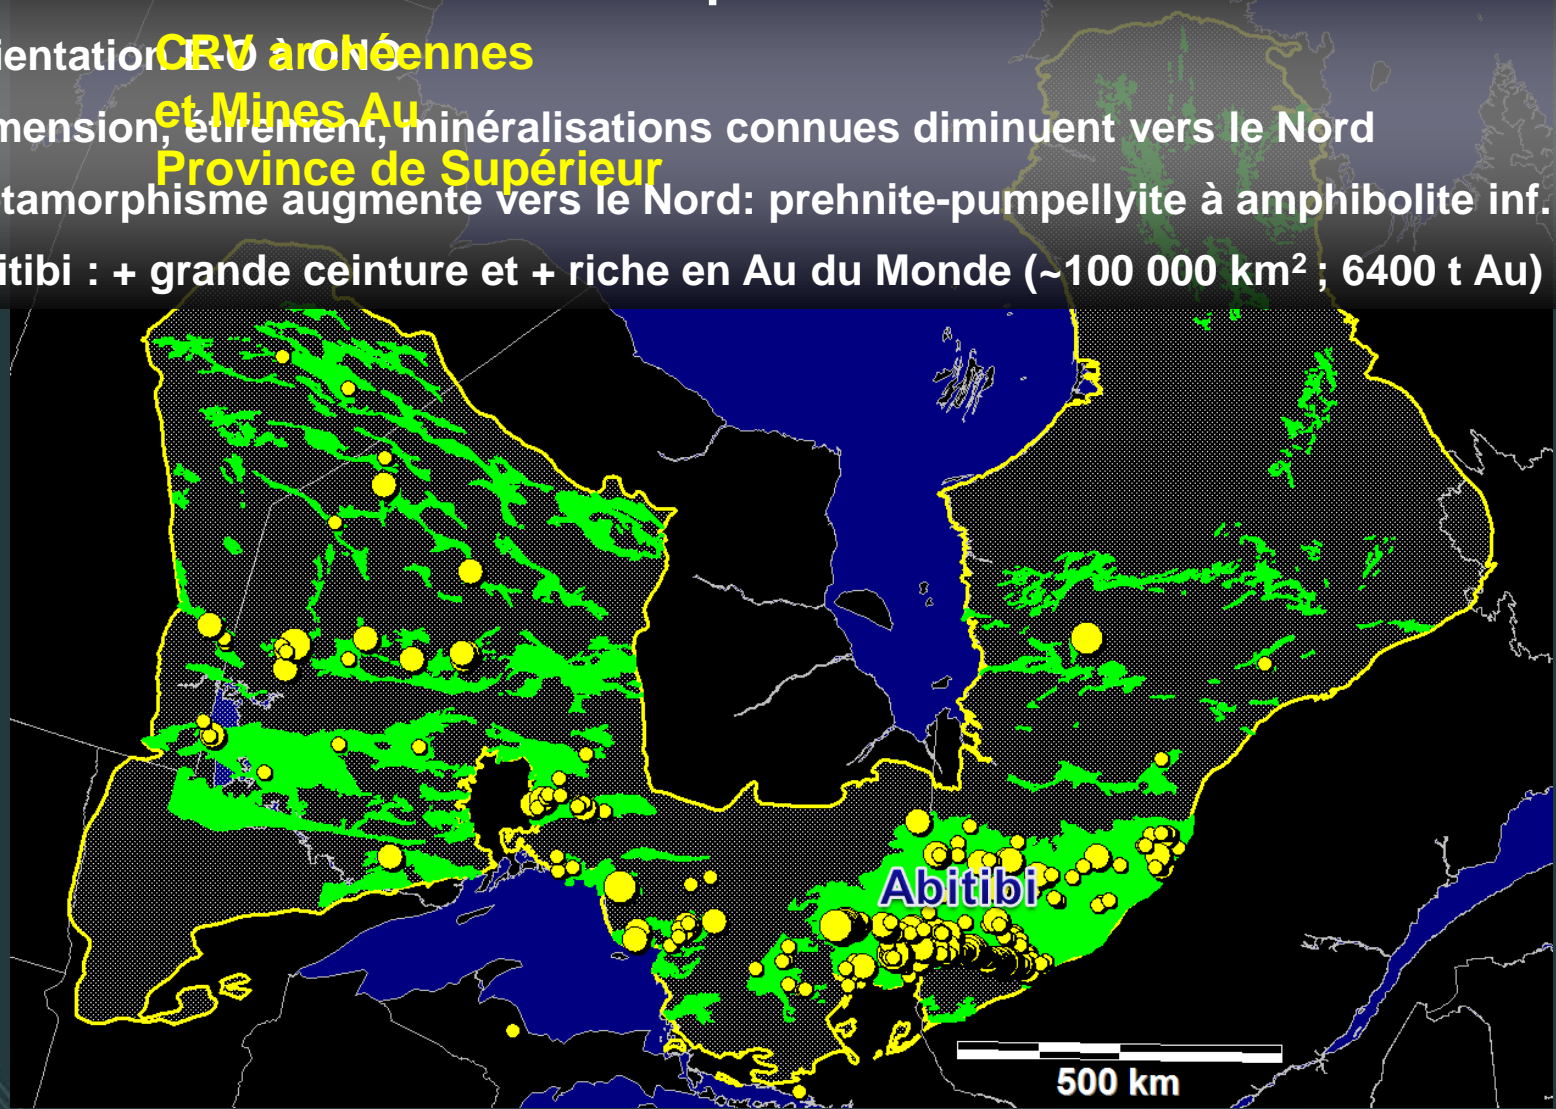 CRV archéennes
et Mines Au
Province de Supérieur
ientation E-O à
mension, étirement, minéralisations connues diminuent vers le Nord
tamorphisme augmente vers le Nord: prehnite-pumpellyite à amphibolite inf.
itibi : + grande ceinture et + riche en Au du Monde (~100 000 km² ; 6400 t Au)
Abitibi
500 km